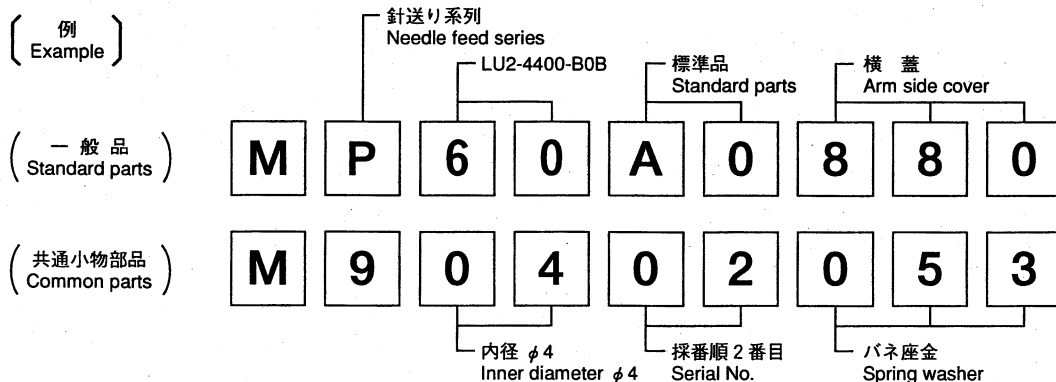 例
Example
針送り系列
Needle feed series
LU2-4400-B0B
標準品
Standard parts
横 蓋
Arm side cover
一 般 品
Standard parts
M P 6 0 A 0 8 8 0
共通小物部品
Common parts
M 9 0 4 0 2 0 5 3
内径 φ4
Inner diameter φ4
採番順2番目
Serial No.
バネ座金
Spring washer